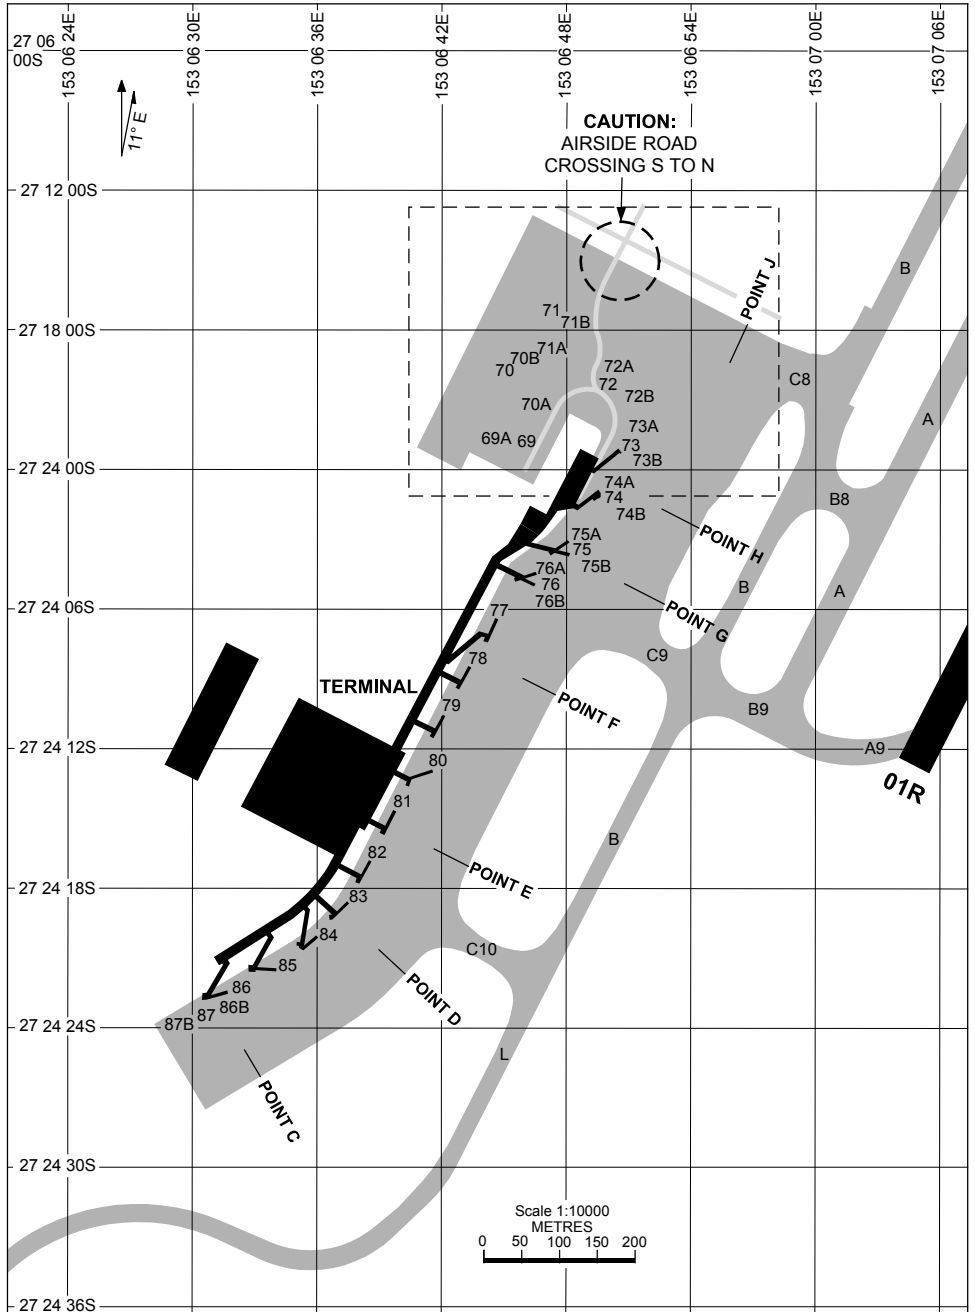 153 06 24E
153 06 30E
153 06 36E
153 06 42E
153 06 48E
153 06 54E
153 07 00E
153 07 06E
27 06
00S
11° E
CAUTION:
AIRSIDE ROAD
CROSSING S TO N
27 12 00S
POINT J
B
71
71B
27 18 00S
71A
70B
70
72A
72
72B
C8
70A
A
73A
69A 69
73
73B
27 24 00S
74A
74
74B
B8
POINT H
75A
75
75B
76A
76
76B
B
A
27 24 06S
77
POINT G
78
C9
TERMINAL
79
POINT F
B9
27 24 12S
A9
80
01R
81
B
82
POINT E
27 24 18S
83
84
C10
85
POINT D
86
86B
87
87B
27 24 24S
L
POINT C
27 24 30S
Scale 1:10000
METRES
0 50 100 150 200
27 24 36S